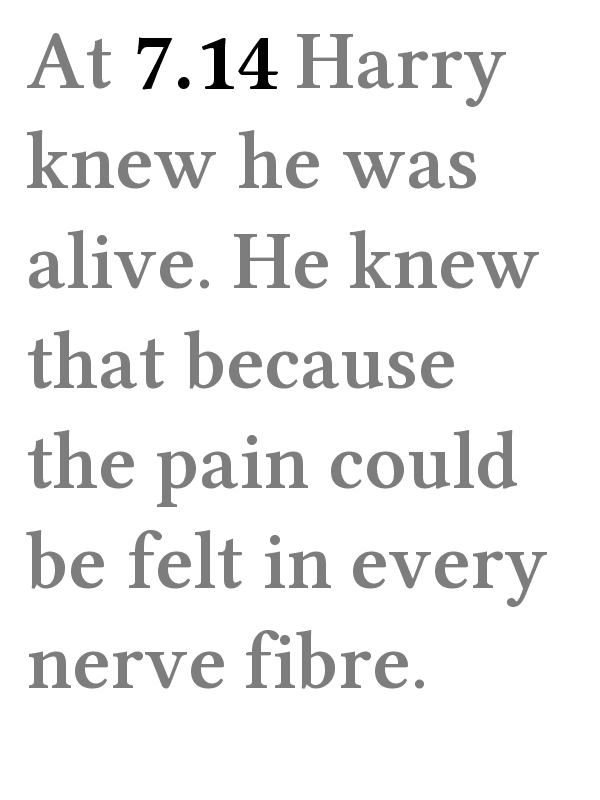 At 7.14 Harry
knew he was
alive. He knew
that because
the pain could
be felt in every
nerve fibre.